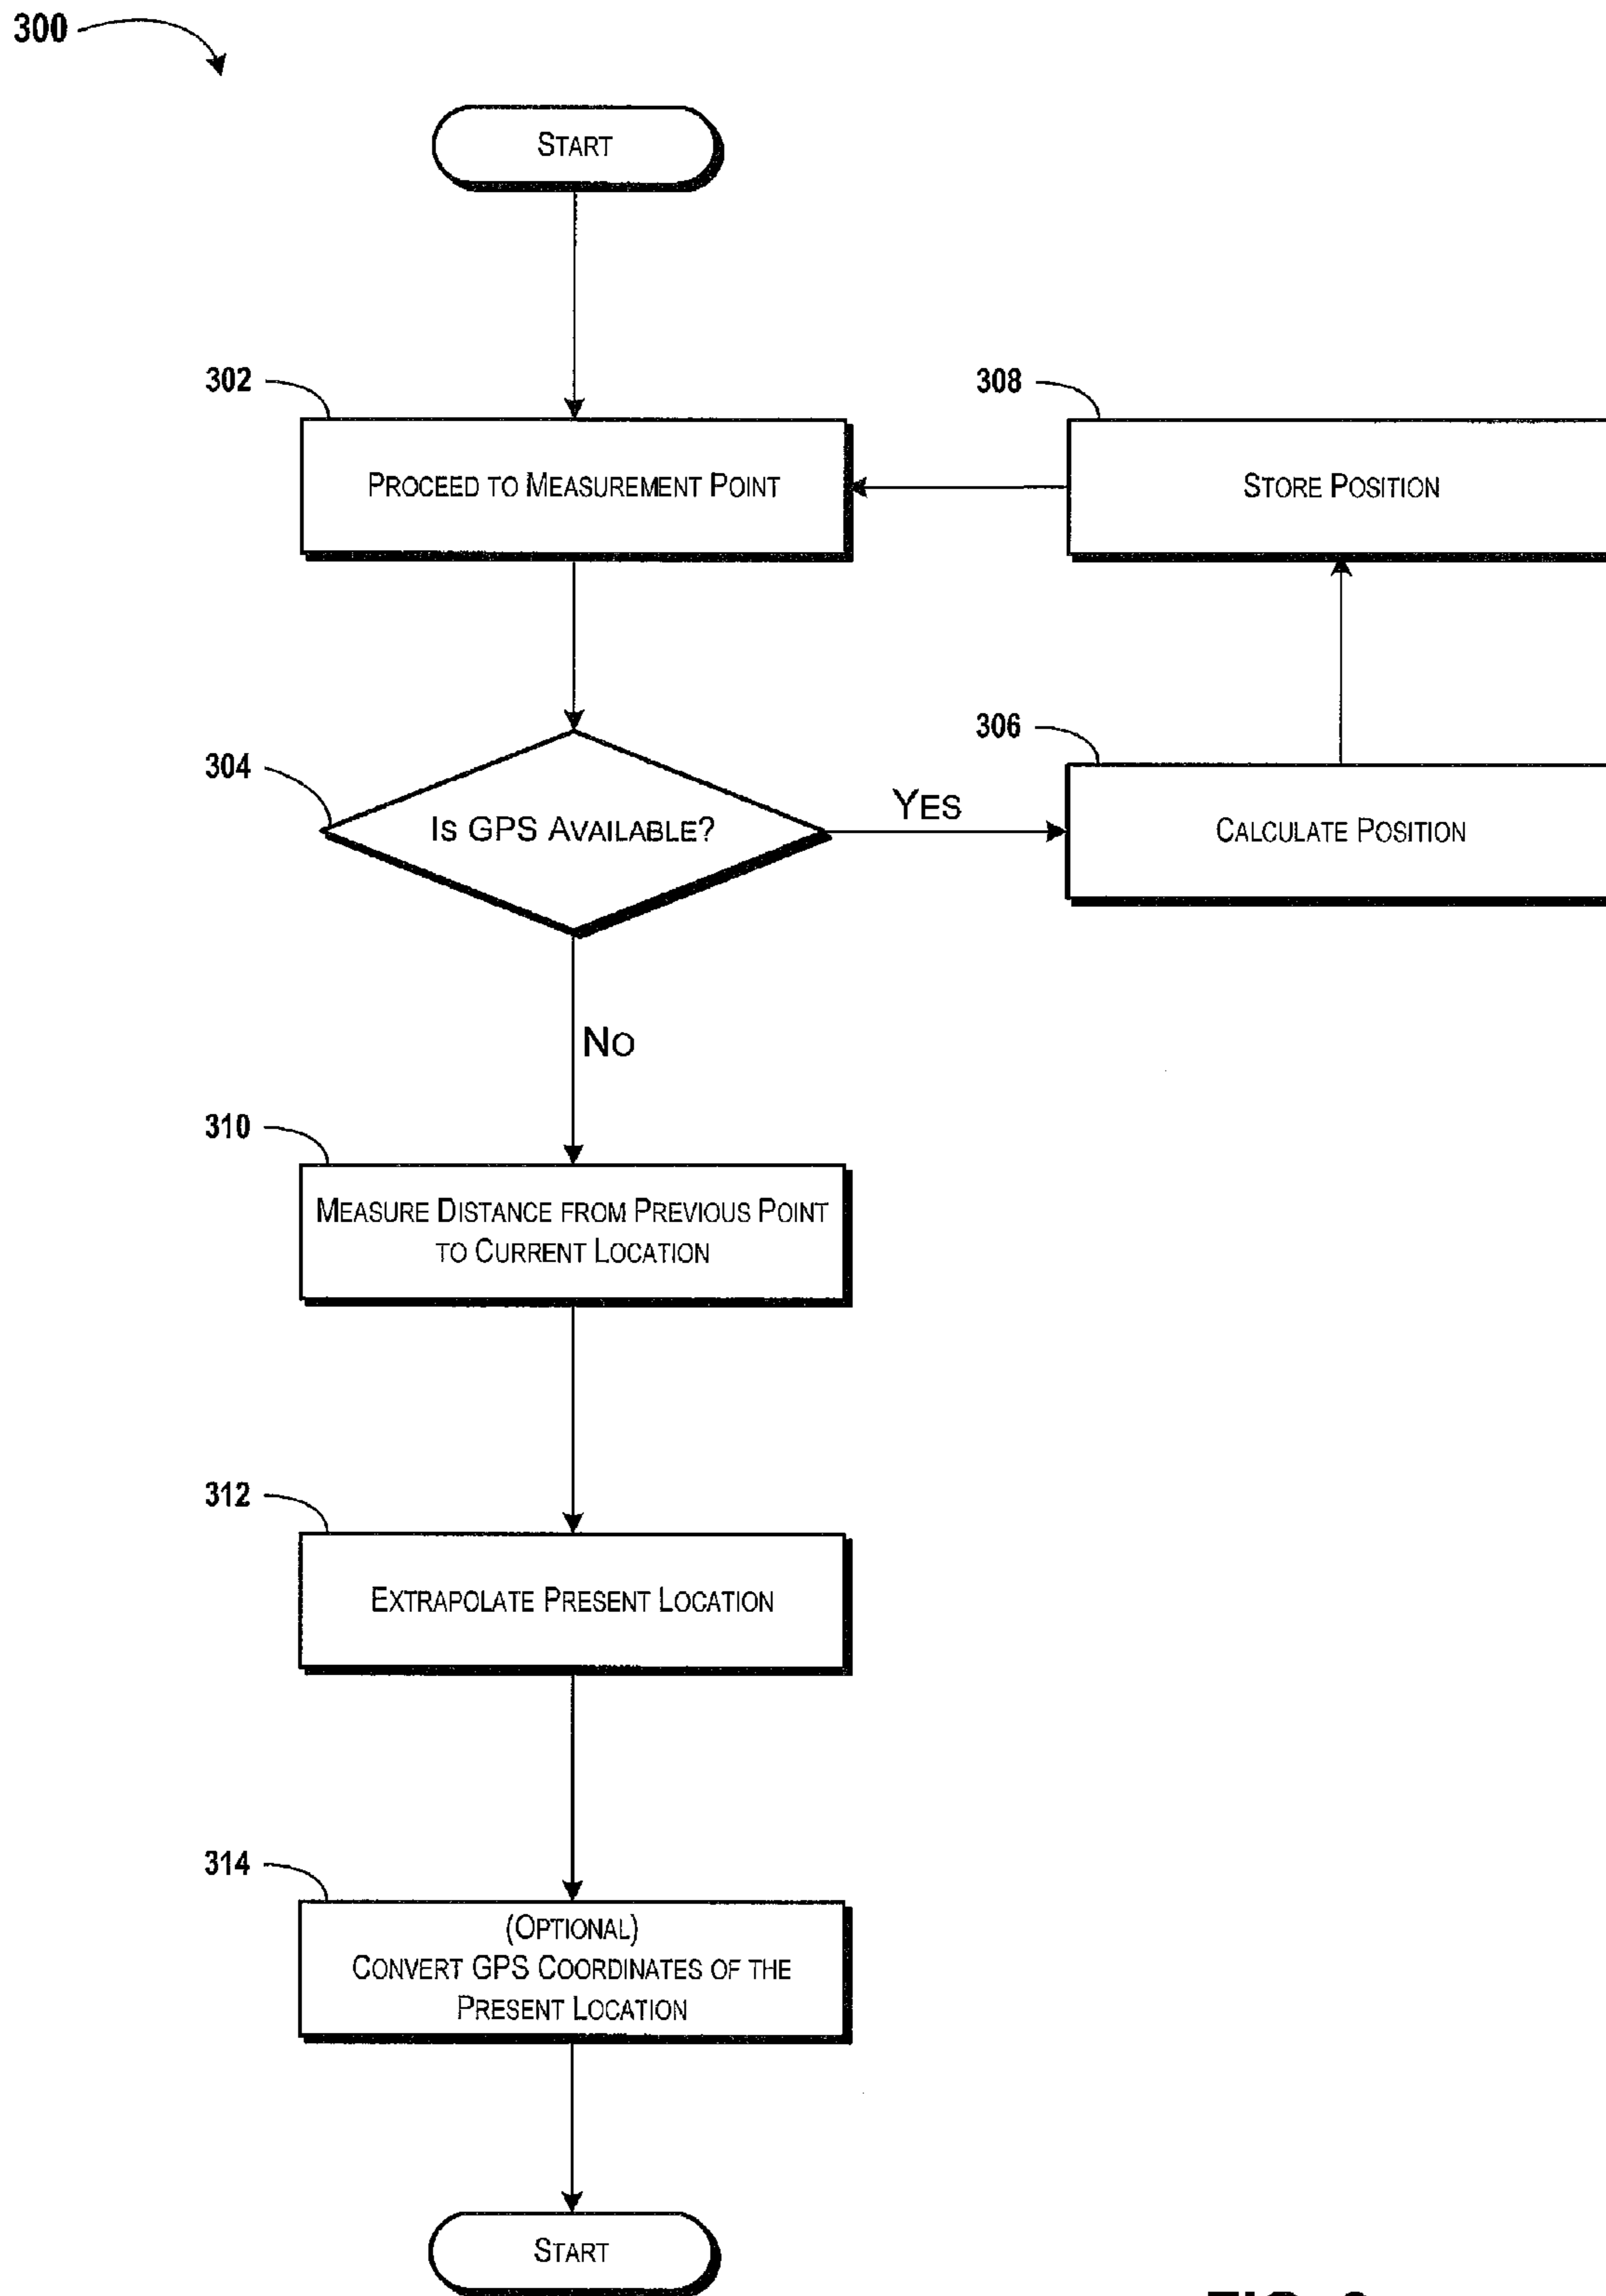 300
START
302
PROCEED TO MEASUREMENT POINT
308
STORE POSITION
304
IS GPS AVAILABLE?
YES
306
CALCULATE POSITION
NO
310
MEASURE DISTANCE FROM PREVIOUS POINT
TO CURRENT LOCATION
312
EXTRAPOLATE PRESENT LOCATION
314
(OPTIONAL)
CONVERT GPS COORDINATES OF THE
PRESENT LOCATION
START